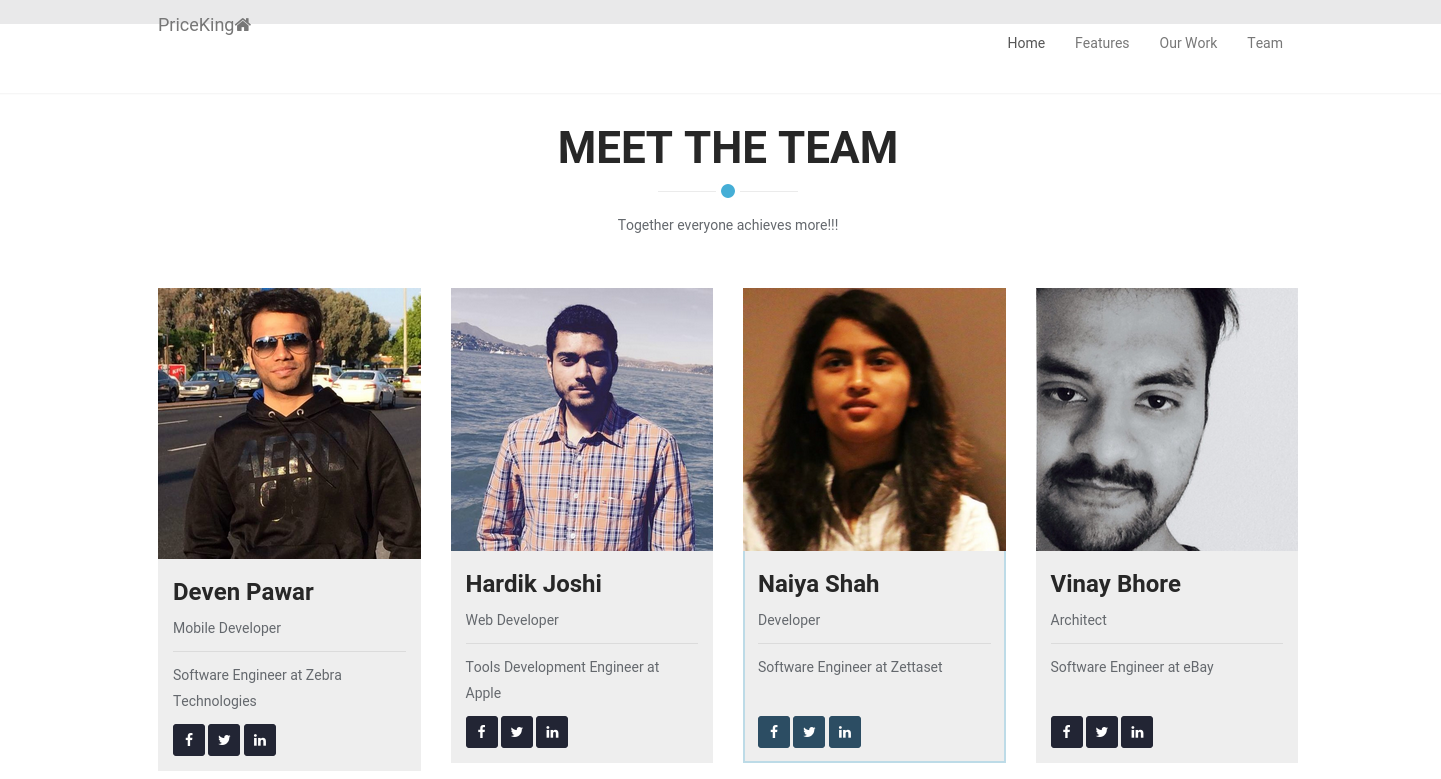 PriceKing
Home Features Our Work Team
MEET THE TEAM
Together everyone achieves more!!!
Deven Pawar
Mobile Developer
Software Engineer at Zebra
Technologies
Hardik Joshi
Web Developer
Tools Development Engineer at
Apple
Naiya Shah
Developer
Software Engineer at Zettaset
Vinay Bhore
Architect
Software Engineer at eBay